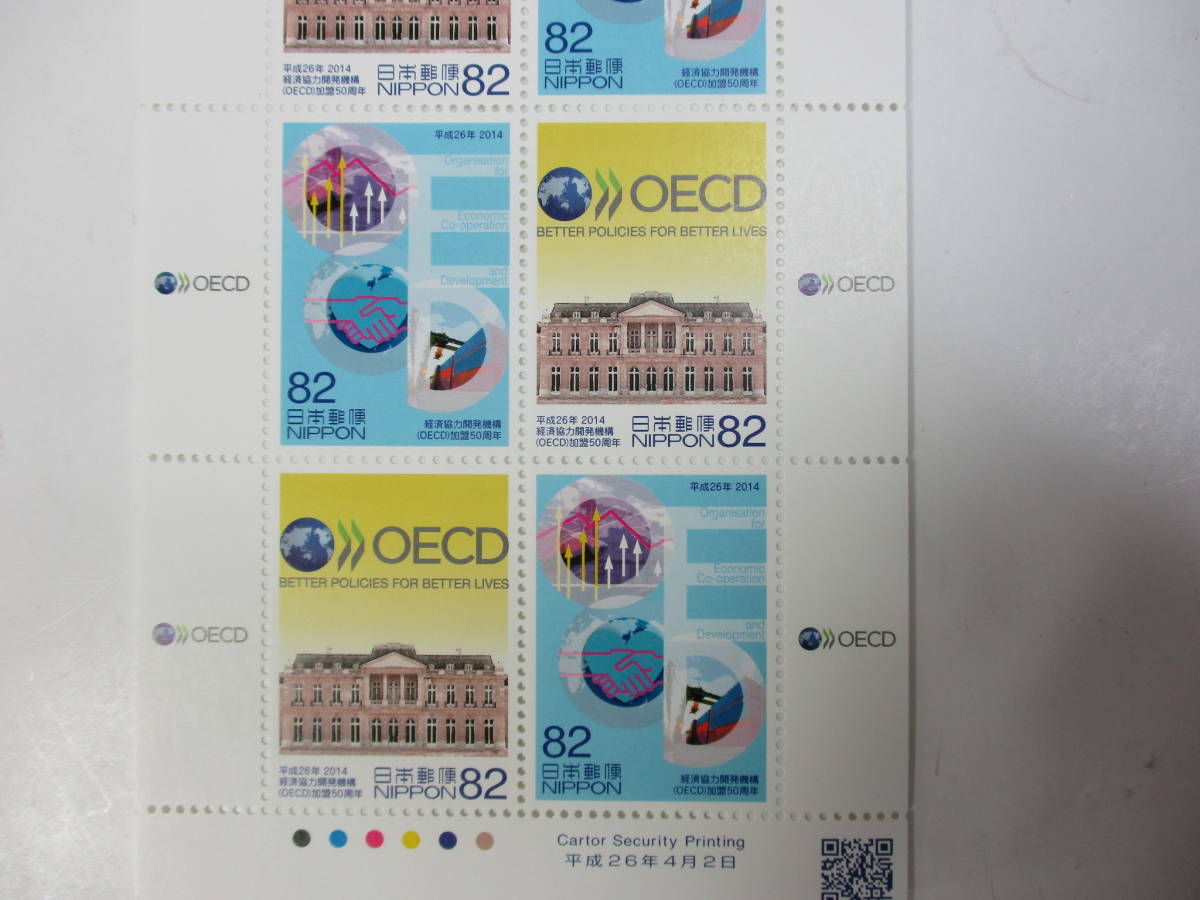 平成26年 2014
経済協力開発機構
(OECD)加盟50周年
日本郵便
NIPPON 82
82
日本郵便
NIPPON
経済協力開発機構
(OECD)加盟50周年
OECD
平成26年 2014
Organisation
for
Economic
Co-operation
and
Development
82
日本郵便
NIPPON
経済協力開発機構
(OECD)加盟50周年
OECD
BETTER POLICIES FOR BETTER LIVES
平成26年 2014
経済協力開発機構
(OECD)加盟50周年
日本郵便
NIPPON 82
OECD
OECD
OECD
BETTER POLICIES FOR BETTER LIVES
平成26年 2014
経済協力開発機構
(OECD)加盟50周年
日本郵便
NIPPON 82
平成26年 2014
Organisation
for
Economic
Co-operation
and
Development
82
日本郵便
NIPPON
経済協力開発機構
(OECD)加盟50周年
OECD
Cartor Security Printing
平成26年4月2日